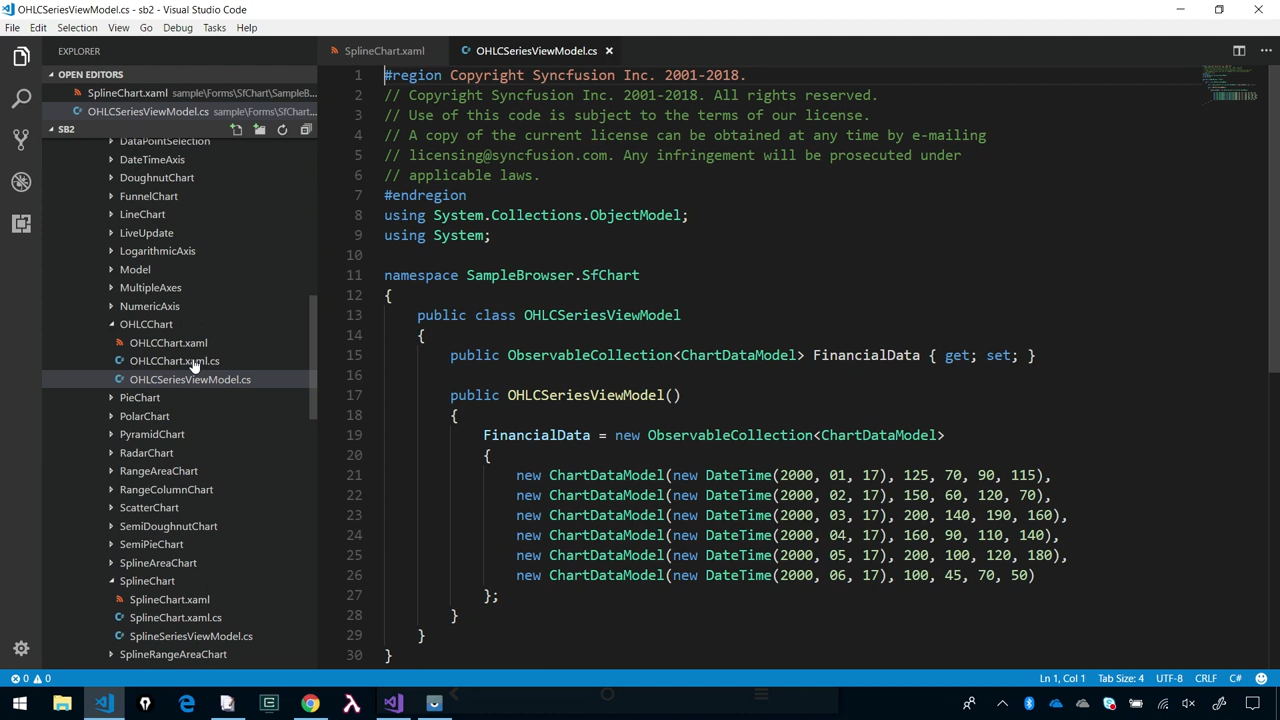 OHLCSeriesViewModel.cs - sb2 - Visual Studio Code
File Edit Selection View Go Debug Tasks Help
EXPLORER
OPEN EDITORS
SplineChart.xaml sample\Forms\SfChart\SampleB...
OHLCSeriesViewModel.cs sample\Forms\SfChart...
SB2
DataPointSelection
DateTimeAxis
DoughnutChart
FunnelChart
LineChart
LiveUpdate
LogarithmicAxis
Model
MultipleAxes
NumericAxis
OHLCChart
OHLCChart.xaml
OHLCChart.xaml.cs
OHLCSeriesViewModel.cs
PieChart
PolarChart
PyramidChart
RadarChart
RangeAreaChart
RangeColumnChart
ScatterChart
SemiDoughnutChart
SemiPieChart
SplineAreaChart
SplineChart
SplineChart.xaml
SplineChart.xaml.cs
SplineSeriesViewModel.cs
SplineRangeAreaChart
SplineChart.xaml OHLCSeriesViewModel.cs
1 #region Copyright Syncfusion Inc. 2001-2018.
2 // Copyright Syncfusion Inc. 2001-2018. All rights reserved.
3 // Use of this code is subject to the terms of our license.
4 // A copy of the current license can be obtained at any time by e-mailing
5 // licensing@syncfusion.com. Any infringement will be prosecuted under
6 // applicable laws.
7 #endregion
8 using System.Collections.ObjectModel;
9 using System;
10
11 namespace SampleBrowser.SfChart
12 {
13 public class OHLCSeriesViewModel
14 {
15 public ObservableCollection<ChartDataModel> FinancialData { get; set; }
16
17 public OHLCSeriesViewModel()
18 {
19 FinancialData = new ObservableCollection<ChartDataModel>
20 {
21 new ChartDataModel(new DateTime(2000, 01, 17), 125, 70, 90, 115),
22 new ChartDataModel(new DateTime(2000, 02, 17), 150, 60, 120, 70),
23 new ChartDataModel(new DateTime(2000, 03, 17), 200, 140, 190, 160),
24 new ChartDataModel(new DateTime(2000, 04, 17), 160, 90, 110, 140),
25 new ChartDataModel(new DateTime(2000, 05, 17), 200, 100, 120, 180),
26 new ChartDataModel(new DateTime(2000, 06, 17), 100, 45, 70, 50)
27 };
28 }
29 }
30 }
0 0 Ln 1, Col 1 Tab Size: 4 UTF-8 CRLF C#